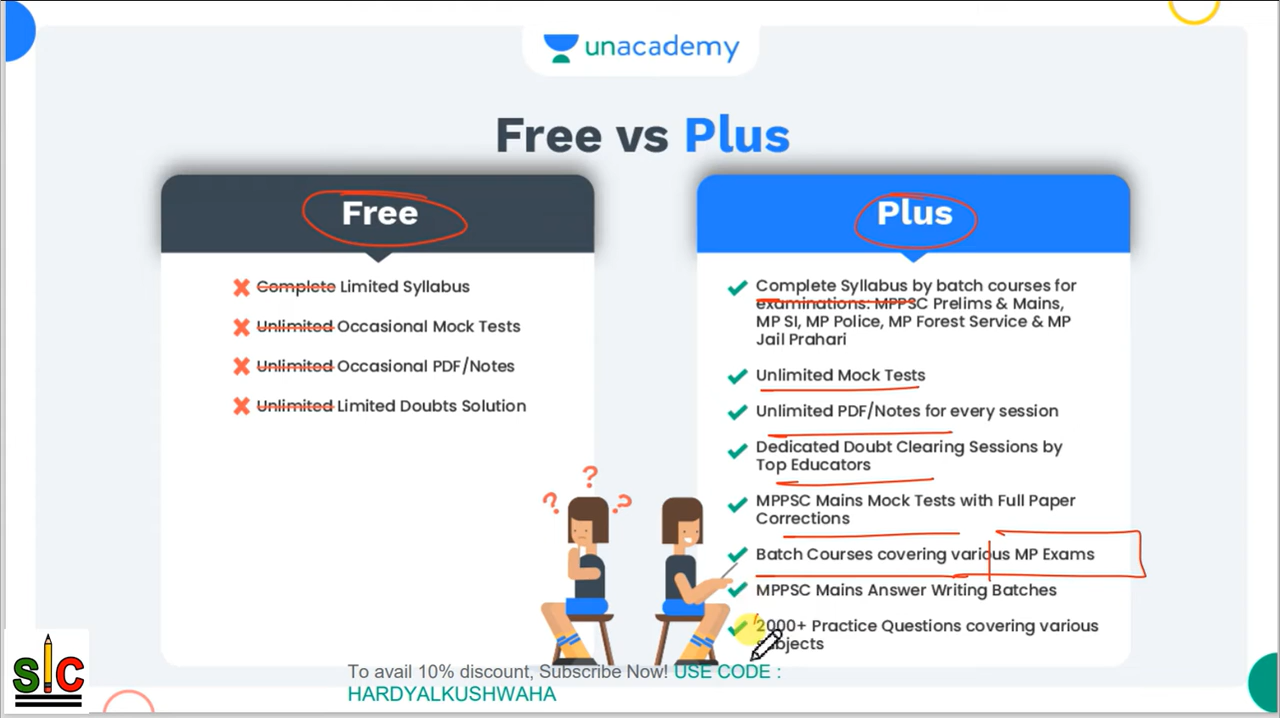 unacademy
Free vs Plus
Free
Complete Limited Syllabus
Unlimited Occasional Mock Tests
Unlimited Occasional PDF/Notes
Unlimited Limited Doubts Solution
Plus
Complete Syllabus by batch courses for
examinations: MPPSC Prelims & Mains,
MP SI, MP Police, MP Forest Service & MP
Jail Prahari
Unlimited Mock Tests
Unlimited PDF/Notes for every session
Dedicated Doubt Clearing Sessions by
Top Educators
MPPSC Mains Mock Tests with Full Paper
Corrections
Batch Courses covering various MP Exams
MPPSC Mains Answer Writing Batches
2000+ Practice Questions covering various
subjects
? ? ?
SIC
To avail 10% discount, Subscribe Now! USE CODE :
HARDYALKUSHWAHA